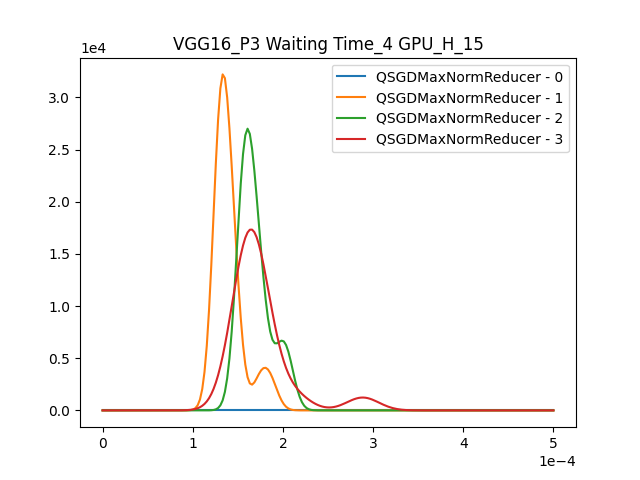 VGG16_P3 Waiting Time_4 GPU_H_15
1e4
QSGDMaxNormReducer - 0
QSGDMaxNormReducer - 1
QSGDMaxNormReducer - 2
QSGDMaxNormReducer - 3
3.0
2.5
2.0
1.5
1.0
0.5
0.0
0 1 2 3 4 5
1e−4